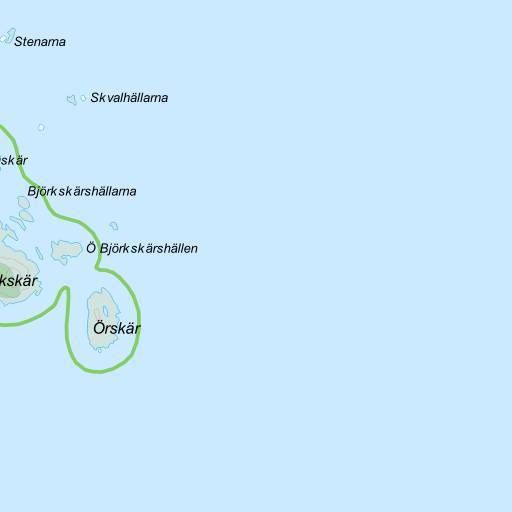 Stenarna
Skvalhällarna
skär
Björkskärshällarna
Ö Björkskärshällen
kskär
Örskär